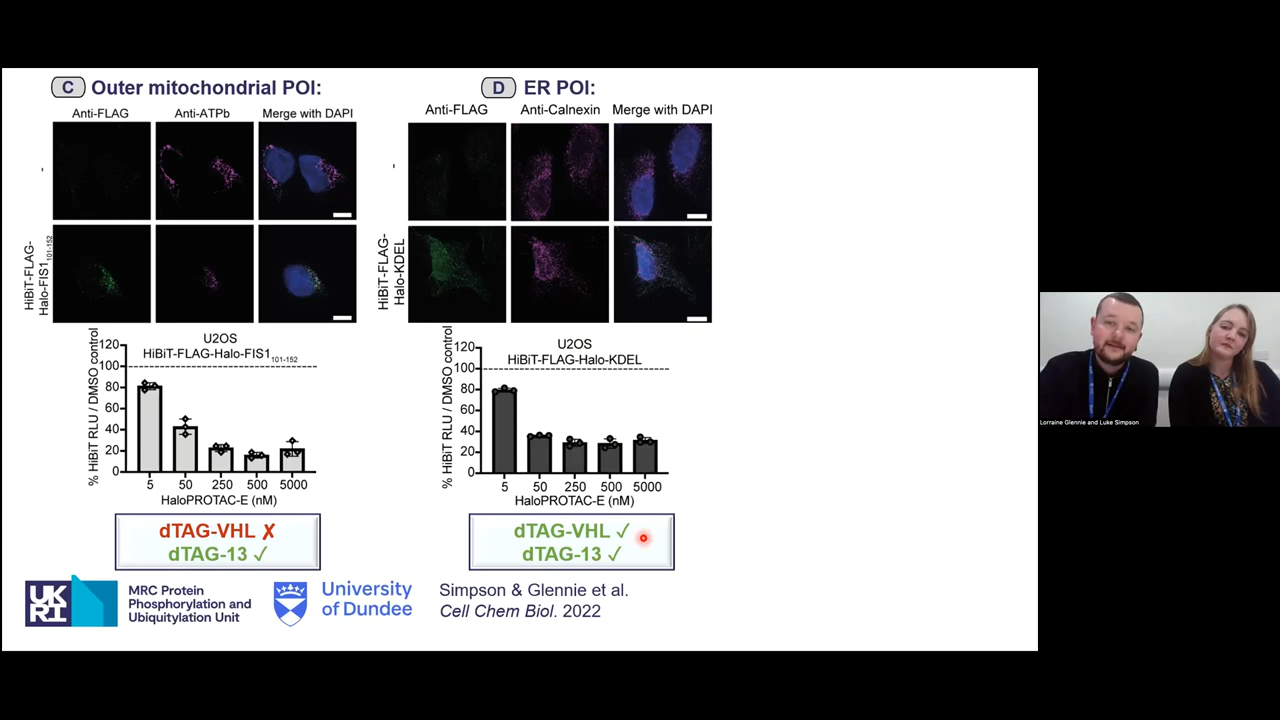 C Outer mitochondrial POI:
Anti-FLAG Anti-ATPb Merge with DAPI
-
HiBiT-FLAG-
Halo-FIS1101-152
U2OS
HiBiT-FLAG-Halo-FIS1101-152
% HiBiT RLU / DMSO control
120
100
80
60
40
20
0
5 50 250 500 5000
HaloPROTAC-E (nM)
dTAG-VHL ✗
dTAG-13 ✓
D ER POI:
Anti-FLAG Anti-Calnexin Merge with DAPI
-
HiBiT-FLAG-
Halo-KDEL
U2OS
HiBiT-FLAG-Halo-KDEL
% HiBiT RLU / DMSO control
120
100
80
60
40
20
0
5 50 250 500 5000
HaloPROTAC-E (nM)
dTAG-VHL ✓
dTAG-13 ✓
UK
RI
MRC Protein
Phosphorylation and
Ubiquitylation Unit
University
of Dundee
Simpson & Glennie et al.
Cell Chem Biol. 2022
Lorraine Glennie and Luke Simpson